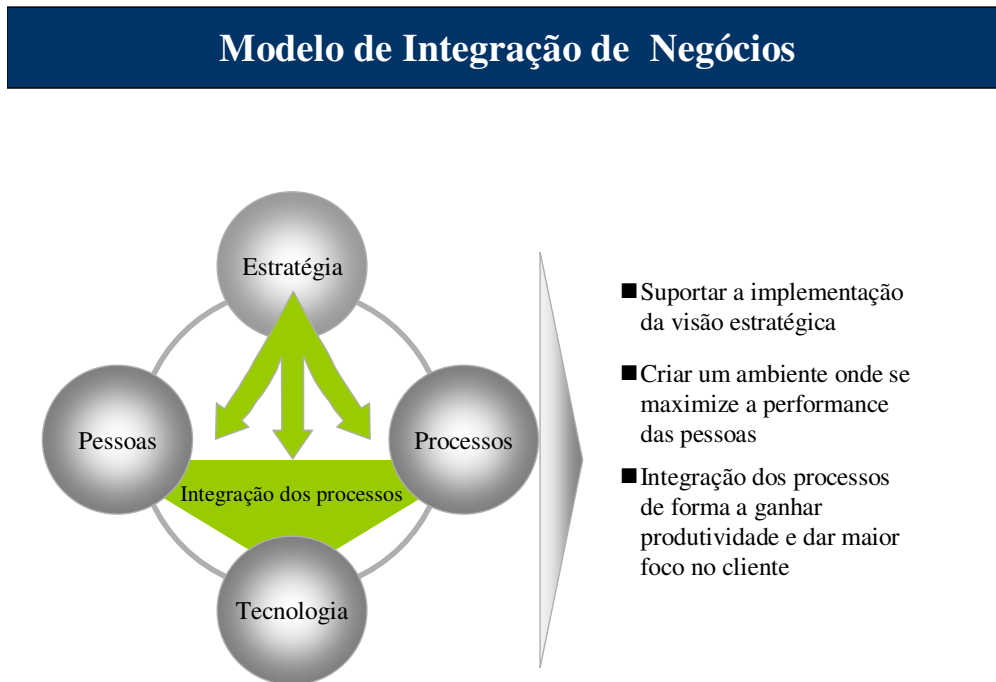 Modelo de Integração de Negócios
Estratégia
Pessoas
Processos
Integração dos processos
Tecnologia
■ Suportar a implementação
da visão estratégica
■ Criar um ambiente onde se
maximize a performance
das pessoas
■ Integração dos processos
de forma a ganhar
produtividade e dar maior
foco no cliente